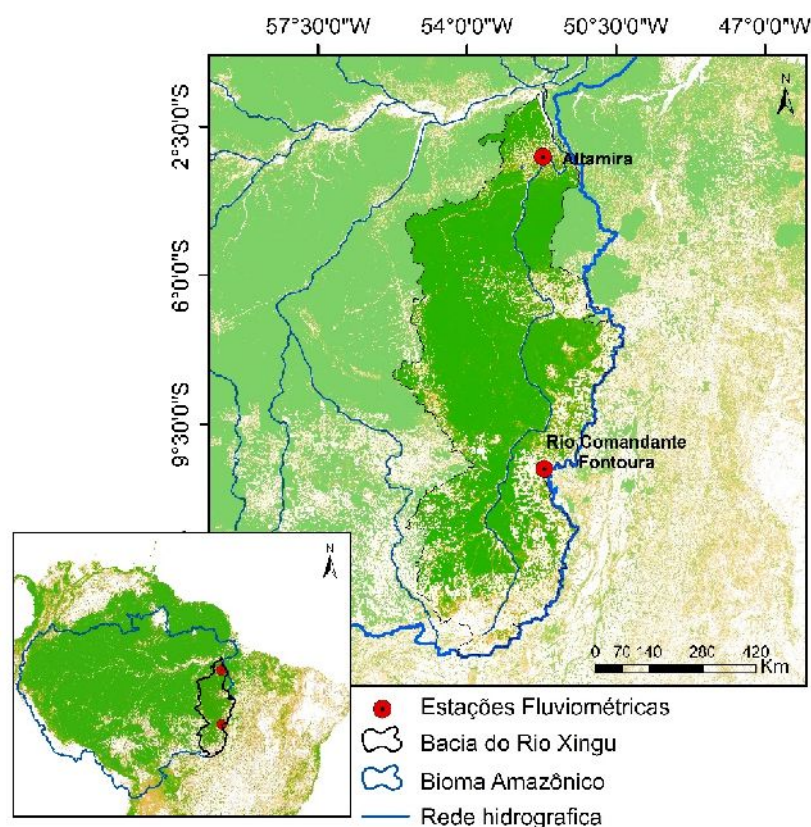 57°30'0"W 54°0'0"W 50°30'0"W 47°0'0"W
N
2°30'0"S
Altamira
6°0'0"S
9°30'0"S
Rio Comandante
Fontoura
0 70 140 280 420
Km
N
Estações Fluviométricas
Bacia do Rio Xingu
Bioma Amazônico
Rede hidrografica